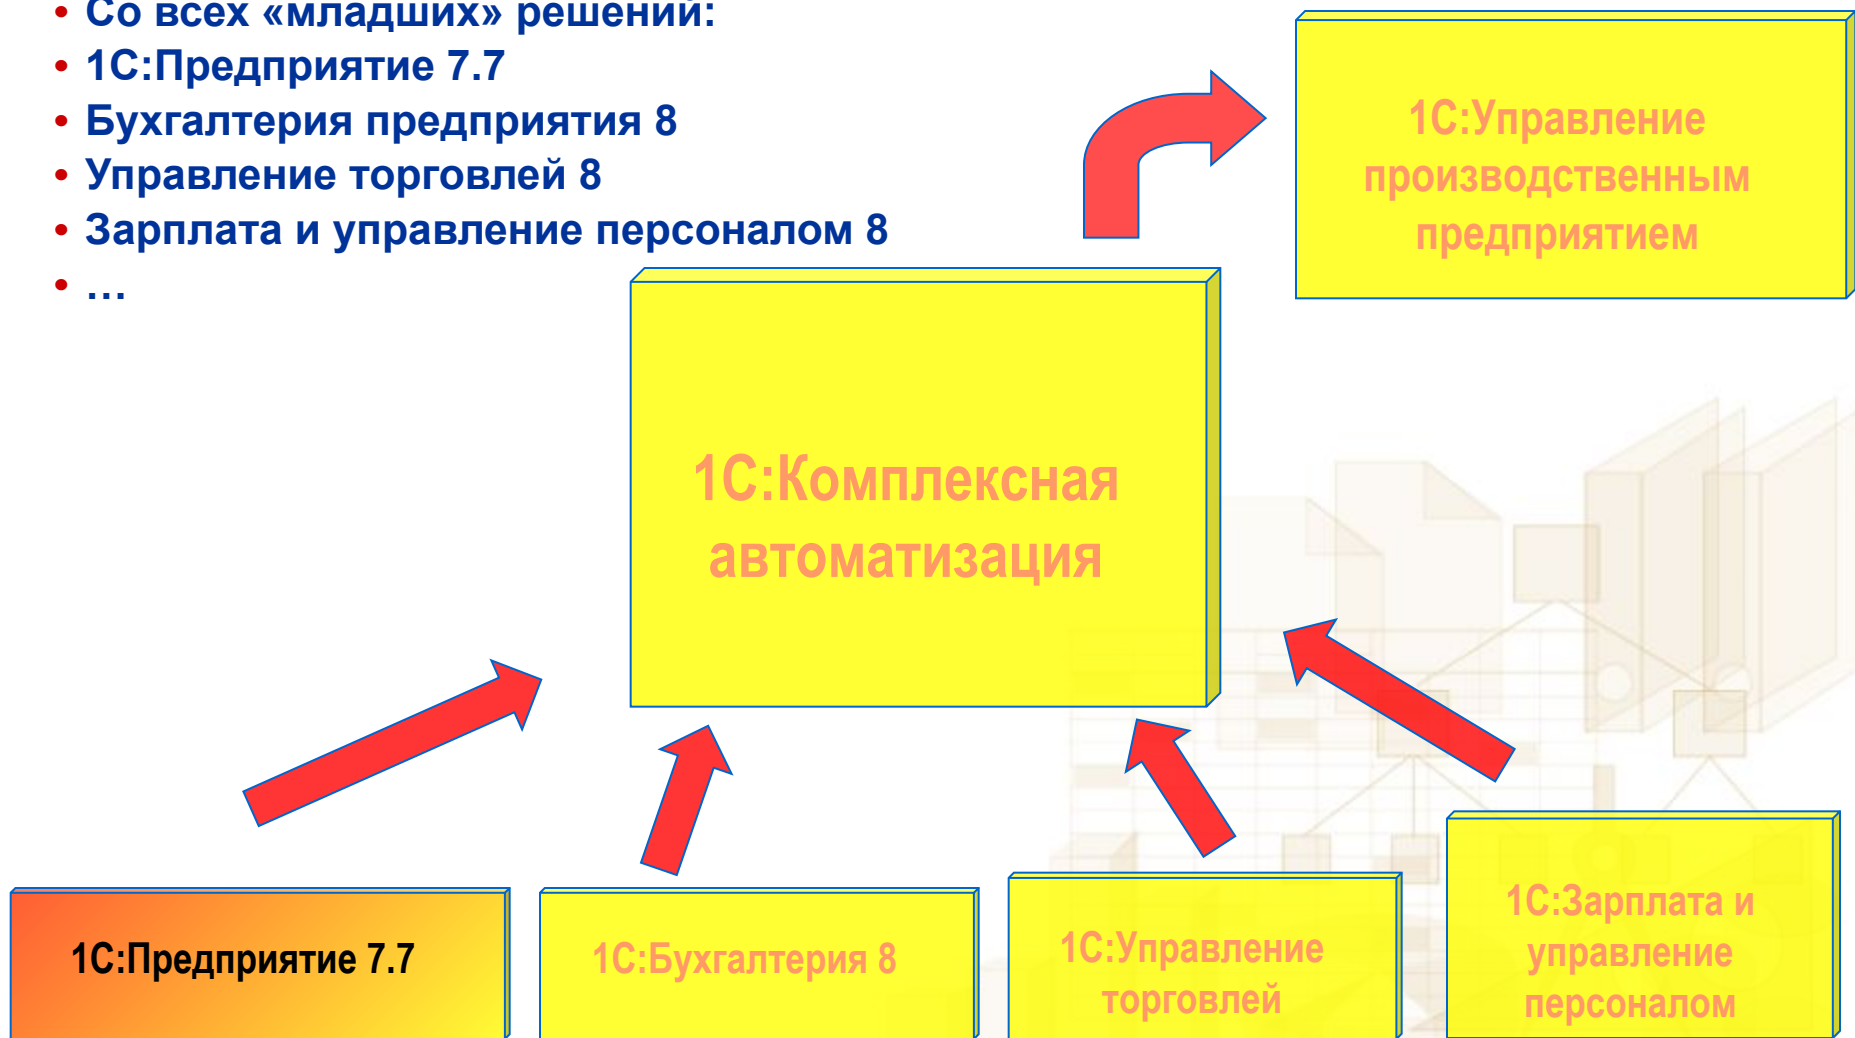 • Со всех «младших» решений:
• 1С:Предприятие 7.7
• Бухгалтерия предприятия 8
• Управление торговлей 8
• Зарплата и управление персоналом 8
• …
1С:Управление
производственным
предприятием
1С:Комплексная
автоматизация
1С:Предприятие 7.7
1С:Бухгалтерия 8
1С:Управление
торговлей
1С:Зарплата и
управление
персоналом